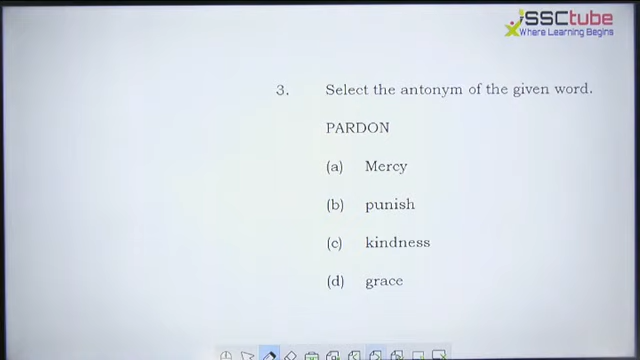 SSCtube
Where Learning Begins
3. Select the antonym of the given word.
PARDON
(a) Mercy
(b) punish
(c) kindness
(d) grace